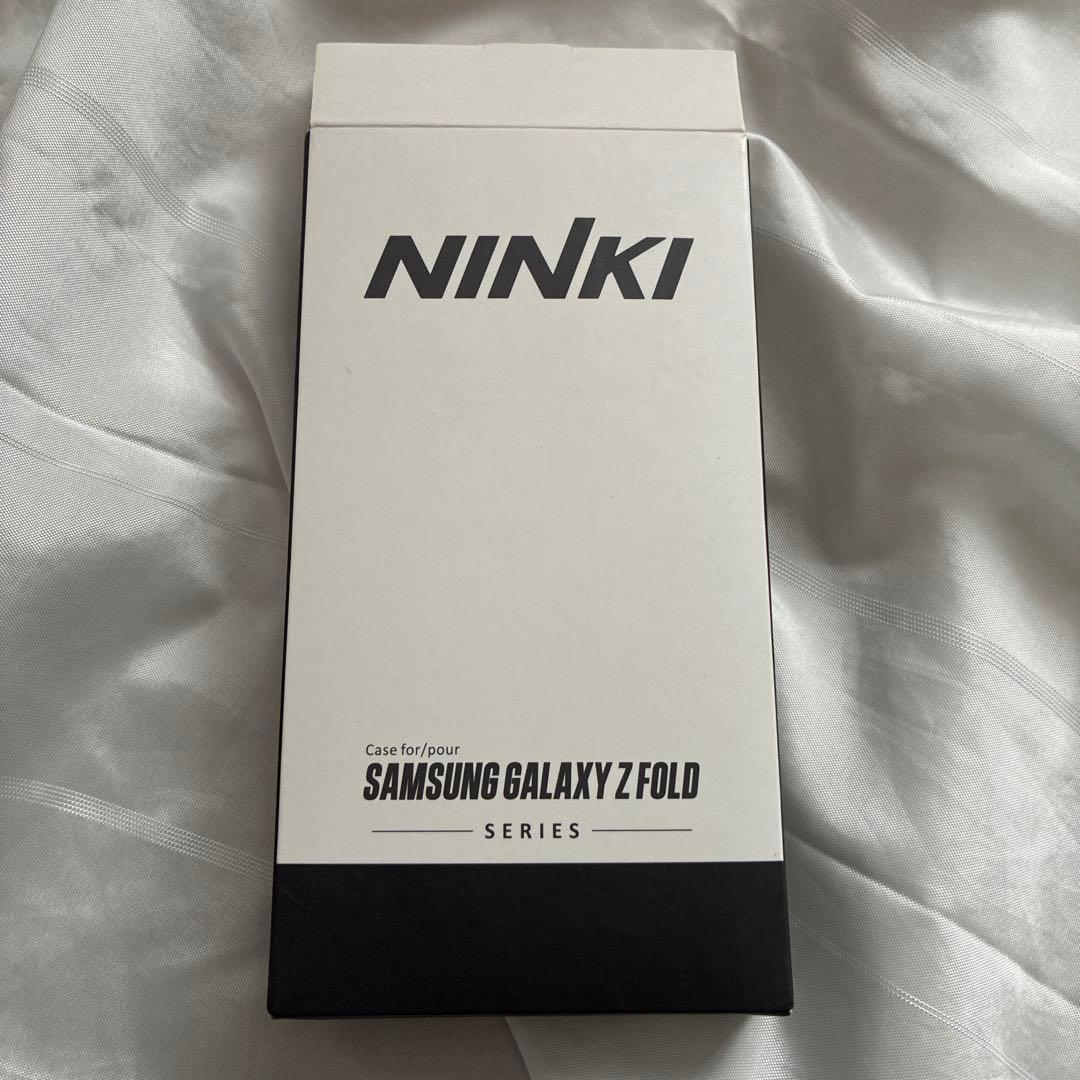 NINKI
Case for/pour
SAMSUNG GALAXY Z FOLD
SERIES